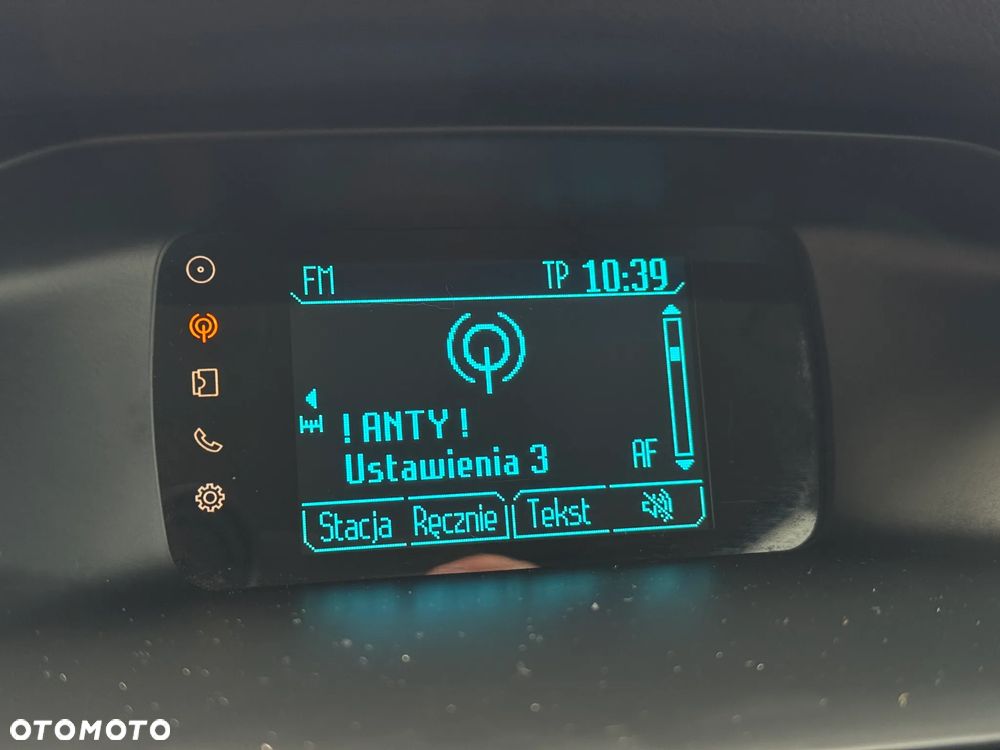 FM TP 10:39
! ANTY !
Ustawienia 3 AF
Stacja Ręcznie Tekst
OTOMOTO